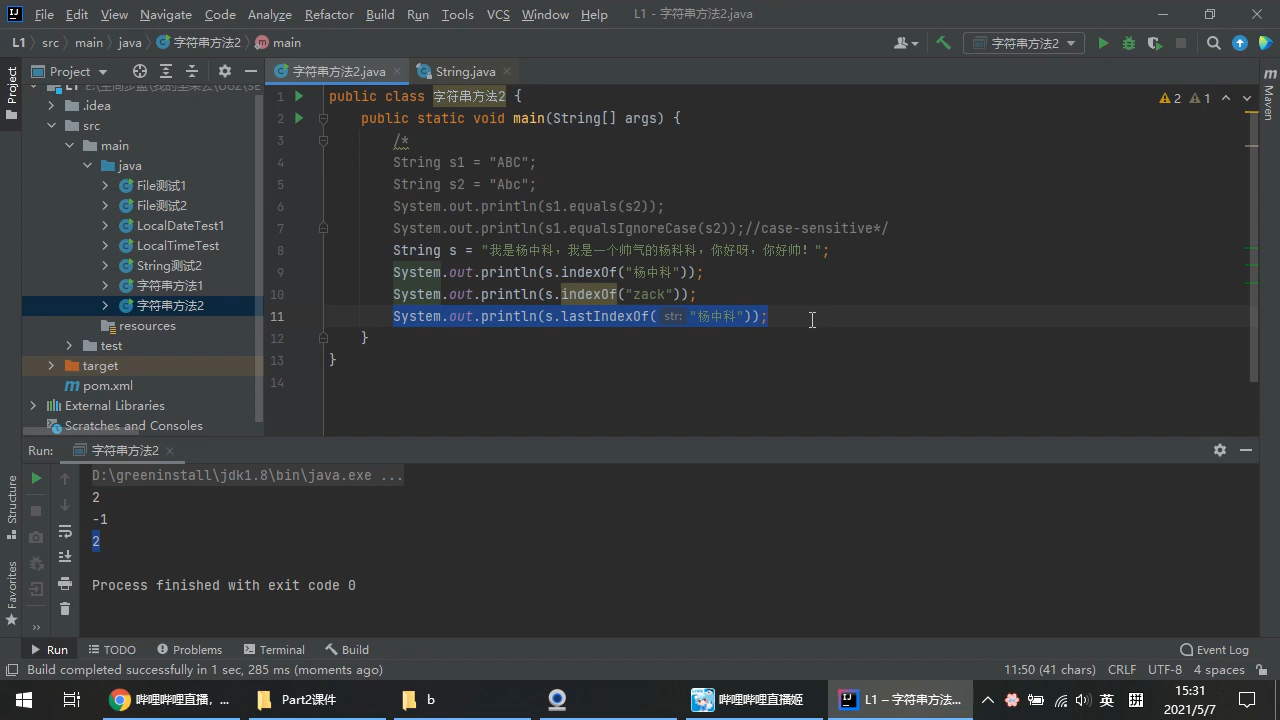 File Edit View Navigate Code Analyze Refactor Build Run Tools VCS Window Help L1 - 字符串方法2.java
L1 src main java 字符串方法2 main 字符串方法2
Project 字符串方法2.java String.java
Project
Maven
.idea
src
main
java
File测试1
File测试2
LocalDateTest1
LocalTimeTest
String测试2
字符串方法1
字符串方法2
resources
test
target
pom.xml
External Libraries
Scratches and Consoles
2 1
1 public class 字符串方法2 {
2 public static void main(String[] args) {
3 /*
4 String s1 = "ABC";
5 String s2 = "Abc";
6 System.out.println(s1.equals(s2));
7 System.out.println(s1.equalsIgnoreCase(s2));//case-sensitive*/
8 String s = "我是杨中科，我是一个帅气的杨科科，你好呀，你好帅！";
9 System.out.println(s.indexOf("杨中科"));
10 System.out.println(s.indexOf("zack"));
11 System.out.println(s.lastIndexOf( str: "杨中科"));
12 }
13 }
14
Run: 字符串方法2
D:\greeninstall\jdk1.8\bin\java.exe ...
2
-1
2
Process finished with exit code 0
Structure
Favorites
Run TODO Problems Terminal Build Event Log
Build completed successfully in 1 sec, 285 ms (moments ago) 11:50 (41 chars) CRLF UTF-8 4 spaces
哔哩哔哩直播，... Part2课件 b 哔哩哔哩直播姬 L1 – 字符串方法... 英 拼 15:31
2021/5/7